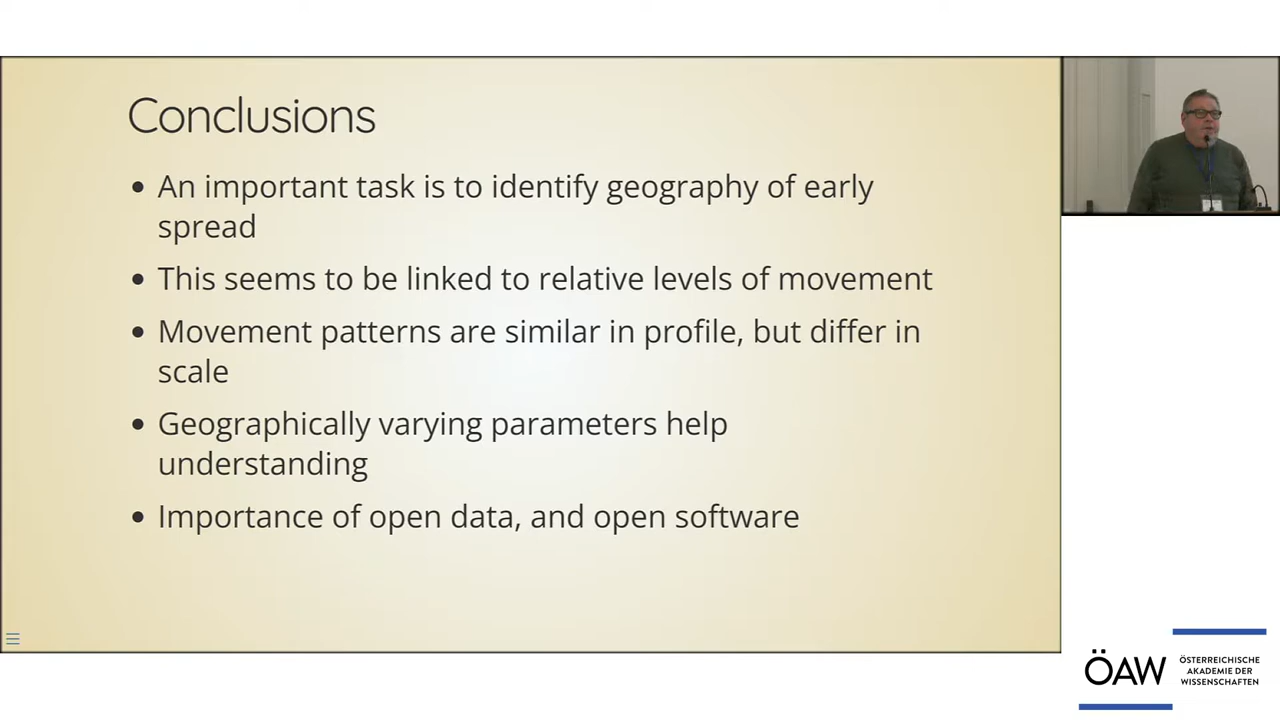 Conclusions
• An important task is to identify geography of early
spread
• This seems to be linked to relative levels of movement
• Movement patterns are similar in profile, but differ in
scale
• Geographically varying parameters help
understanding
• Importance of open data, and open software
ÖAW
ÖSTERREICHISCHE
AKADEMIE DER
WISSENSCHAFTEN